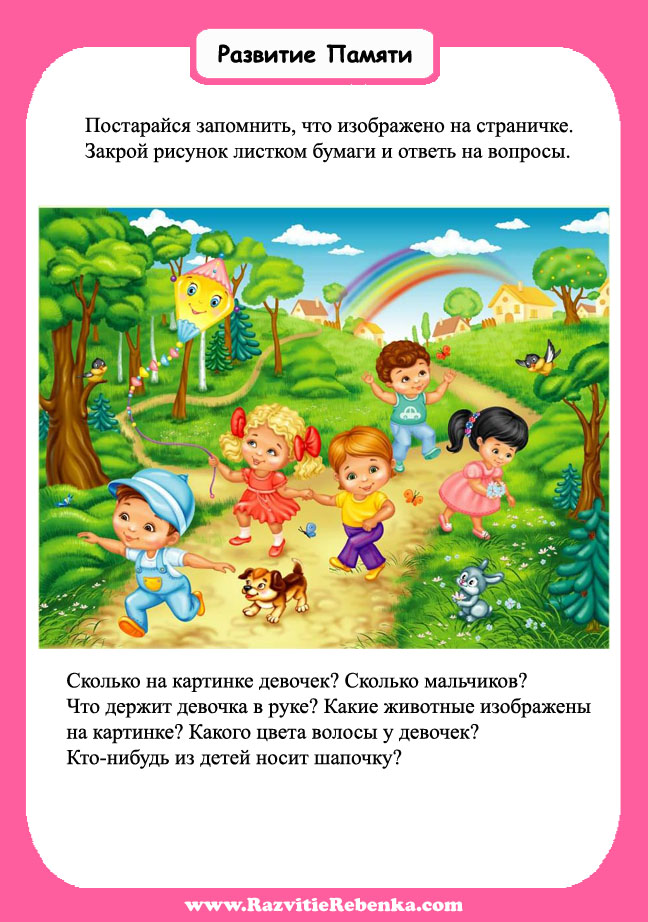 Развитие Памяти
Постарайся запомнить, что изображено на страничке.
Закрой рисунок листком бумаги и ответь на вопросы.
Сколько на картинке девочек? Сколько мальчиков?
Что держит девочка в руке? Какие животные изображены
на картинке? Какого цвета волосы у девочек?
Кто-нибудь из детей носит шапочку?
www.RazvitieRebenka.com